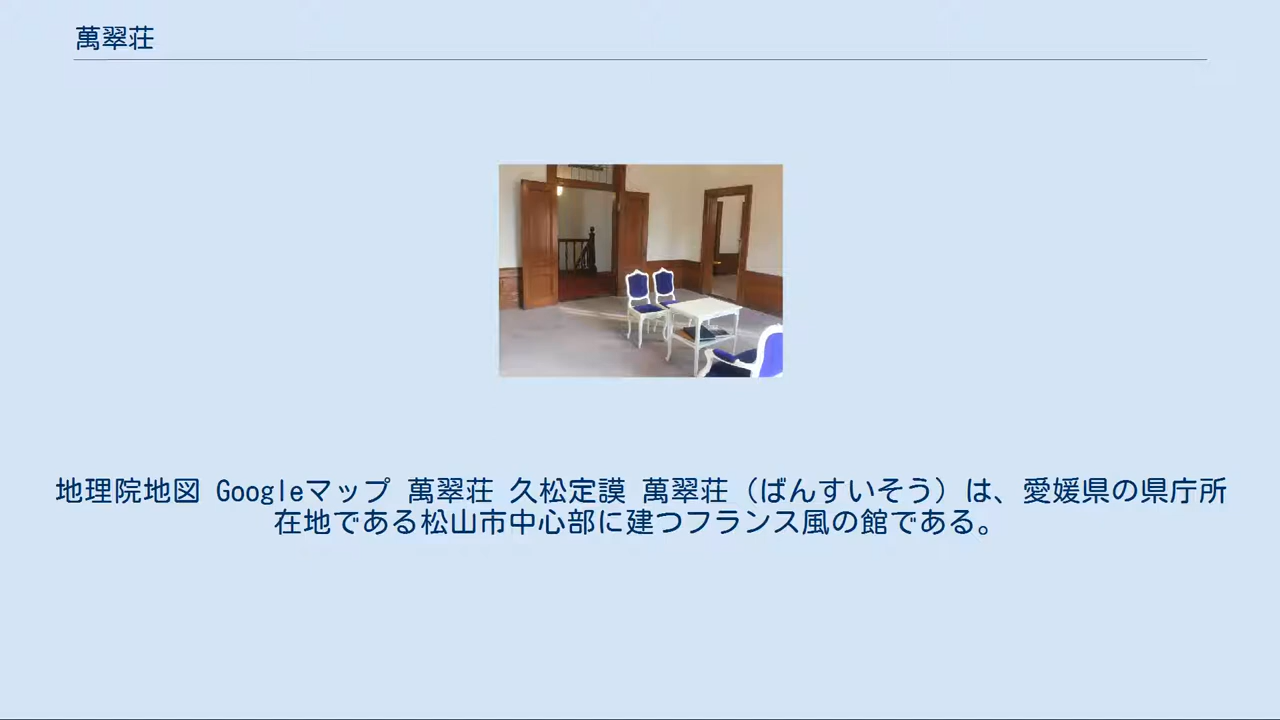 萬翠荘
地理院地図 Googleマップ 萬翠荘 久松定謨 萬翠荘（ばんすいそう）は、愛媛県の県庁所
在地である松山市中心部に建つフランス風の館である。